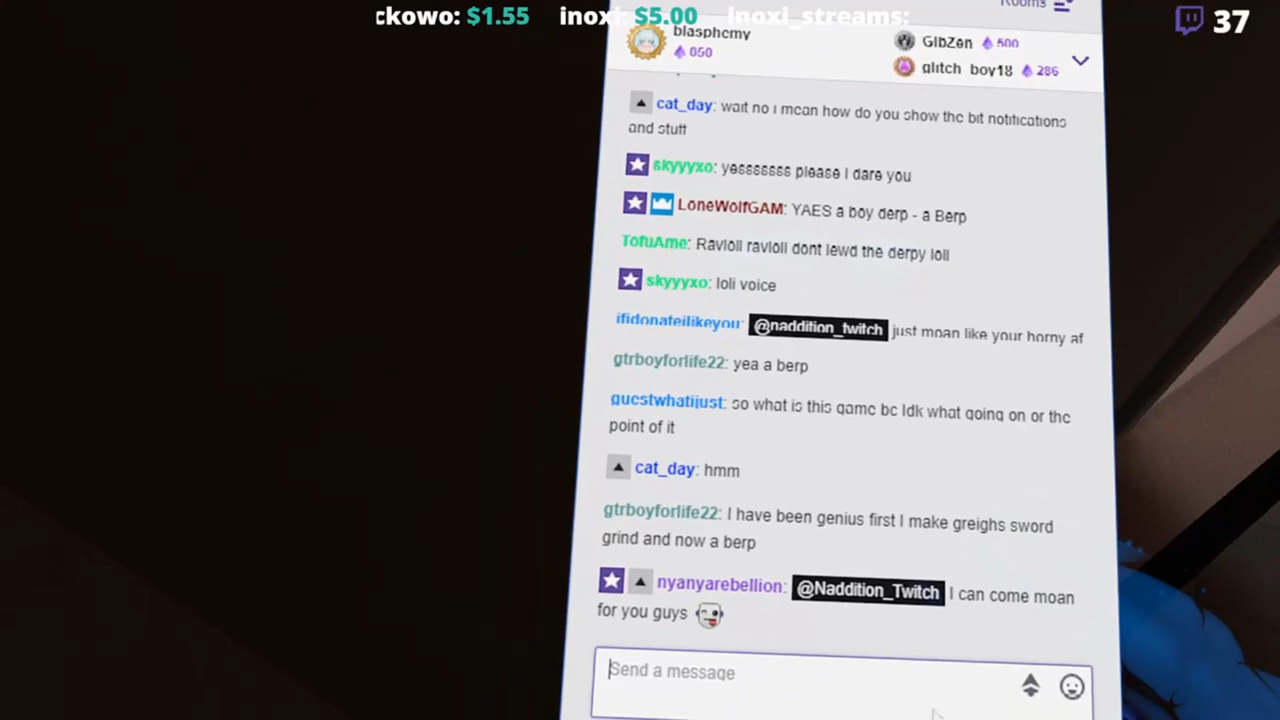 ckowo: $1.55 inoxi: $5.00 inoxi_streams:
37
Rooms
blasphemy
850
GibZen 500
glitch_boy18 286
cat_day: wait no i mean how do you show the bit notifications
and stuff
skyyyxo: yessssssss please I dare you
LoneWolfGAM: YAES a boy derp - a Berp
TofuAme: Ravioli ravioli dont lewd the derpy loli
skyyyxo: loli voice
ifidonateilikeyou: @naddition_twitch just moan like your horny af
gtrboyforlife22: yea a berp
guestwhatijust: so what is this game bc Idk what going on or the
point of it
cat_day: hmm
gtrboyforlife22: I have been genius first I make greighs sword
grind and now a berp
nyanyarebellion: @Naddition_Twitch I can come moan
for you guys
Send a message